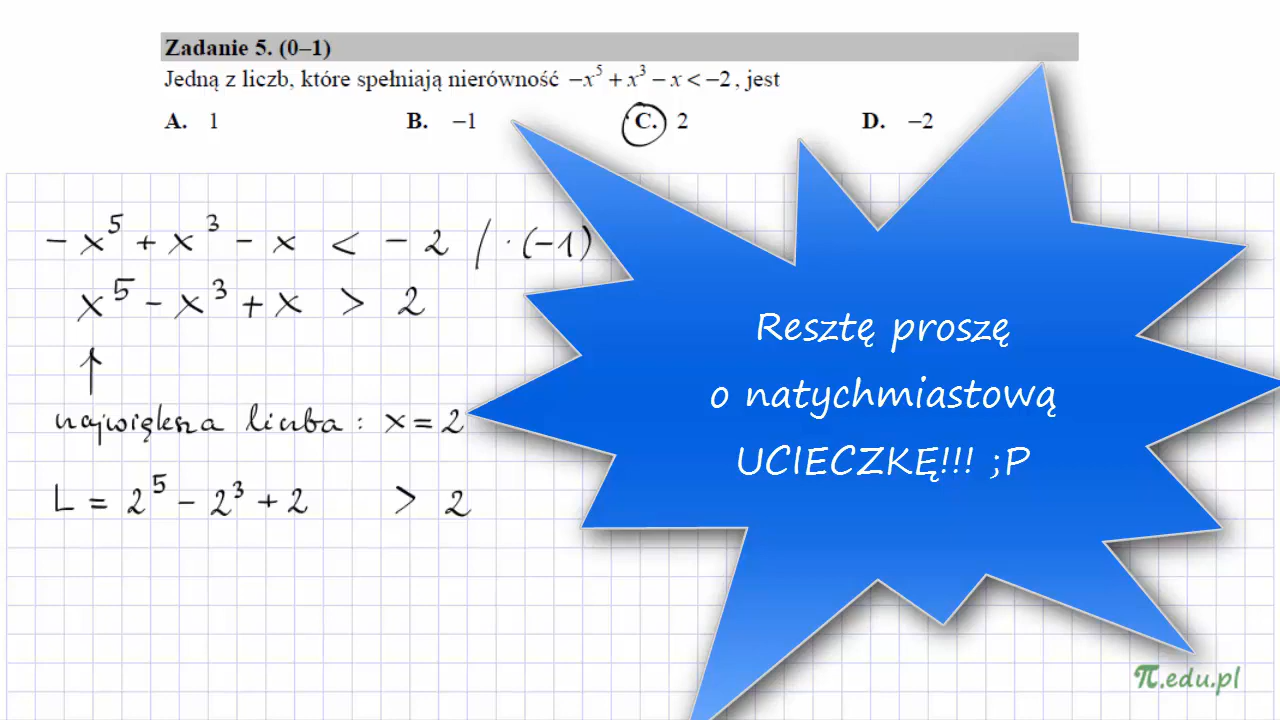 Zadanie 5. (0–1)
Jedną z liczb, które spełniają nierówność −x⁵ + x³ − x < −2, jest
A. 1 B. −1 C. 2 D. −2
− x⁵ + x³ − x < − 2 / · (−1)
x⁵ − x³ + x > 2
↑
największa liczba : x = 2
L = 2⁵ − 2³ + 2 > 2
Resztę proszę
o natychmiastową
UCIECZKĘ!!! ;P
π.edu.pl